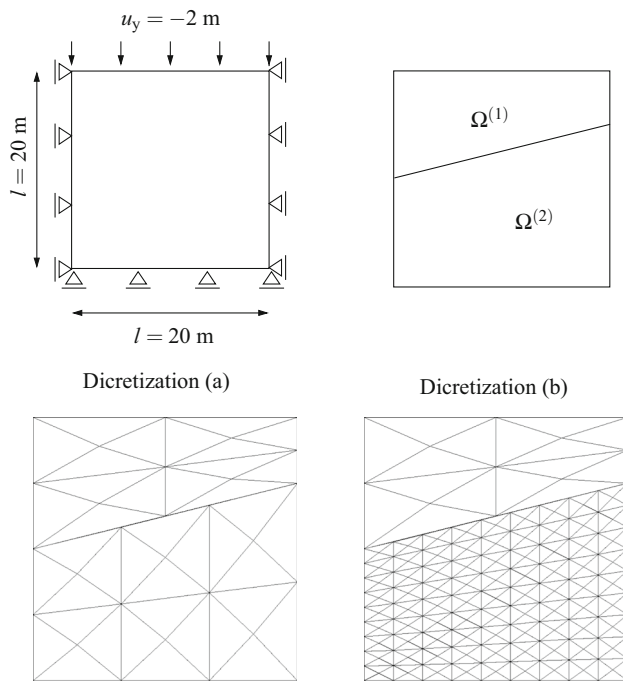 u_y = −2 m
l = 20 m
Ω^(1)
Ω^(2)
l = 20 m
Dicretization (a)
Dicretization (b)